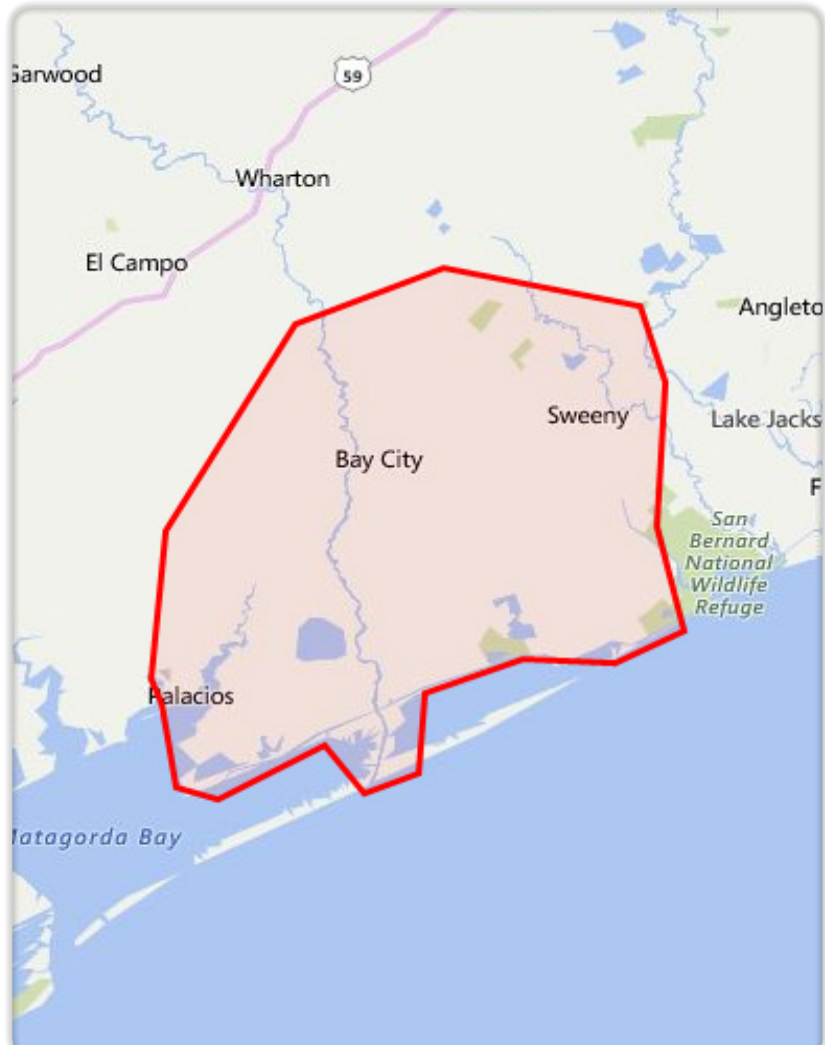 Garwood
59
Wharton
El Campo
Angleto
Sweeny
Lake Jacks
Bay City
F
San
Bernard
National
Wildlife
Refuge
Palacios
Matagorda Bay